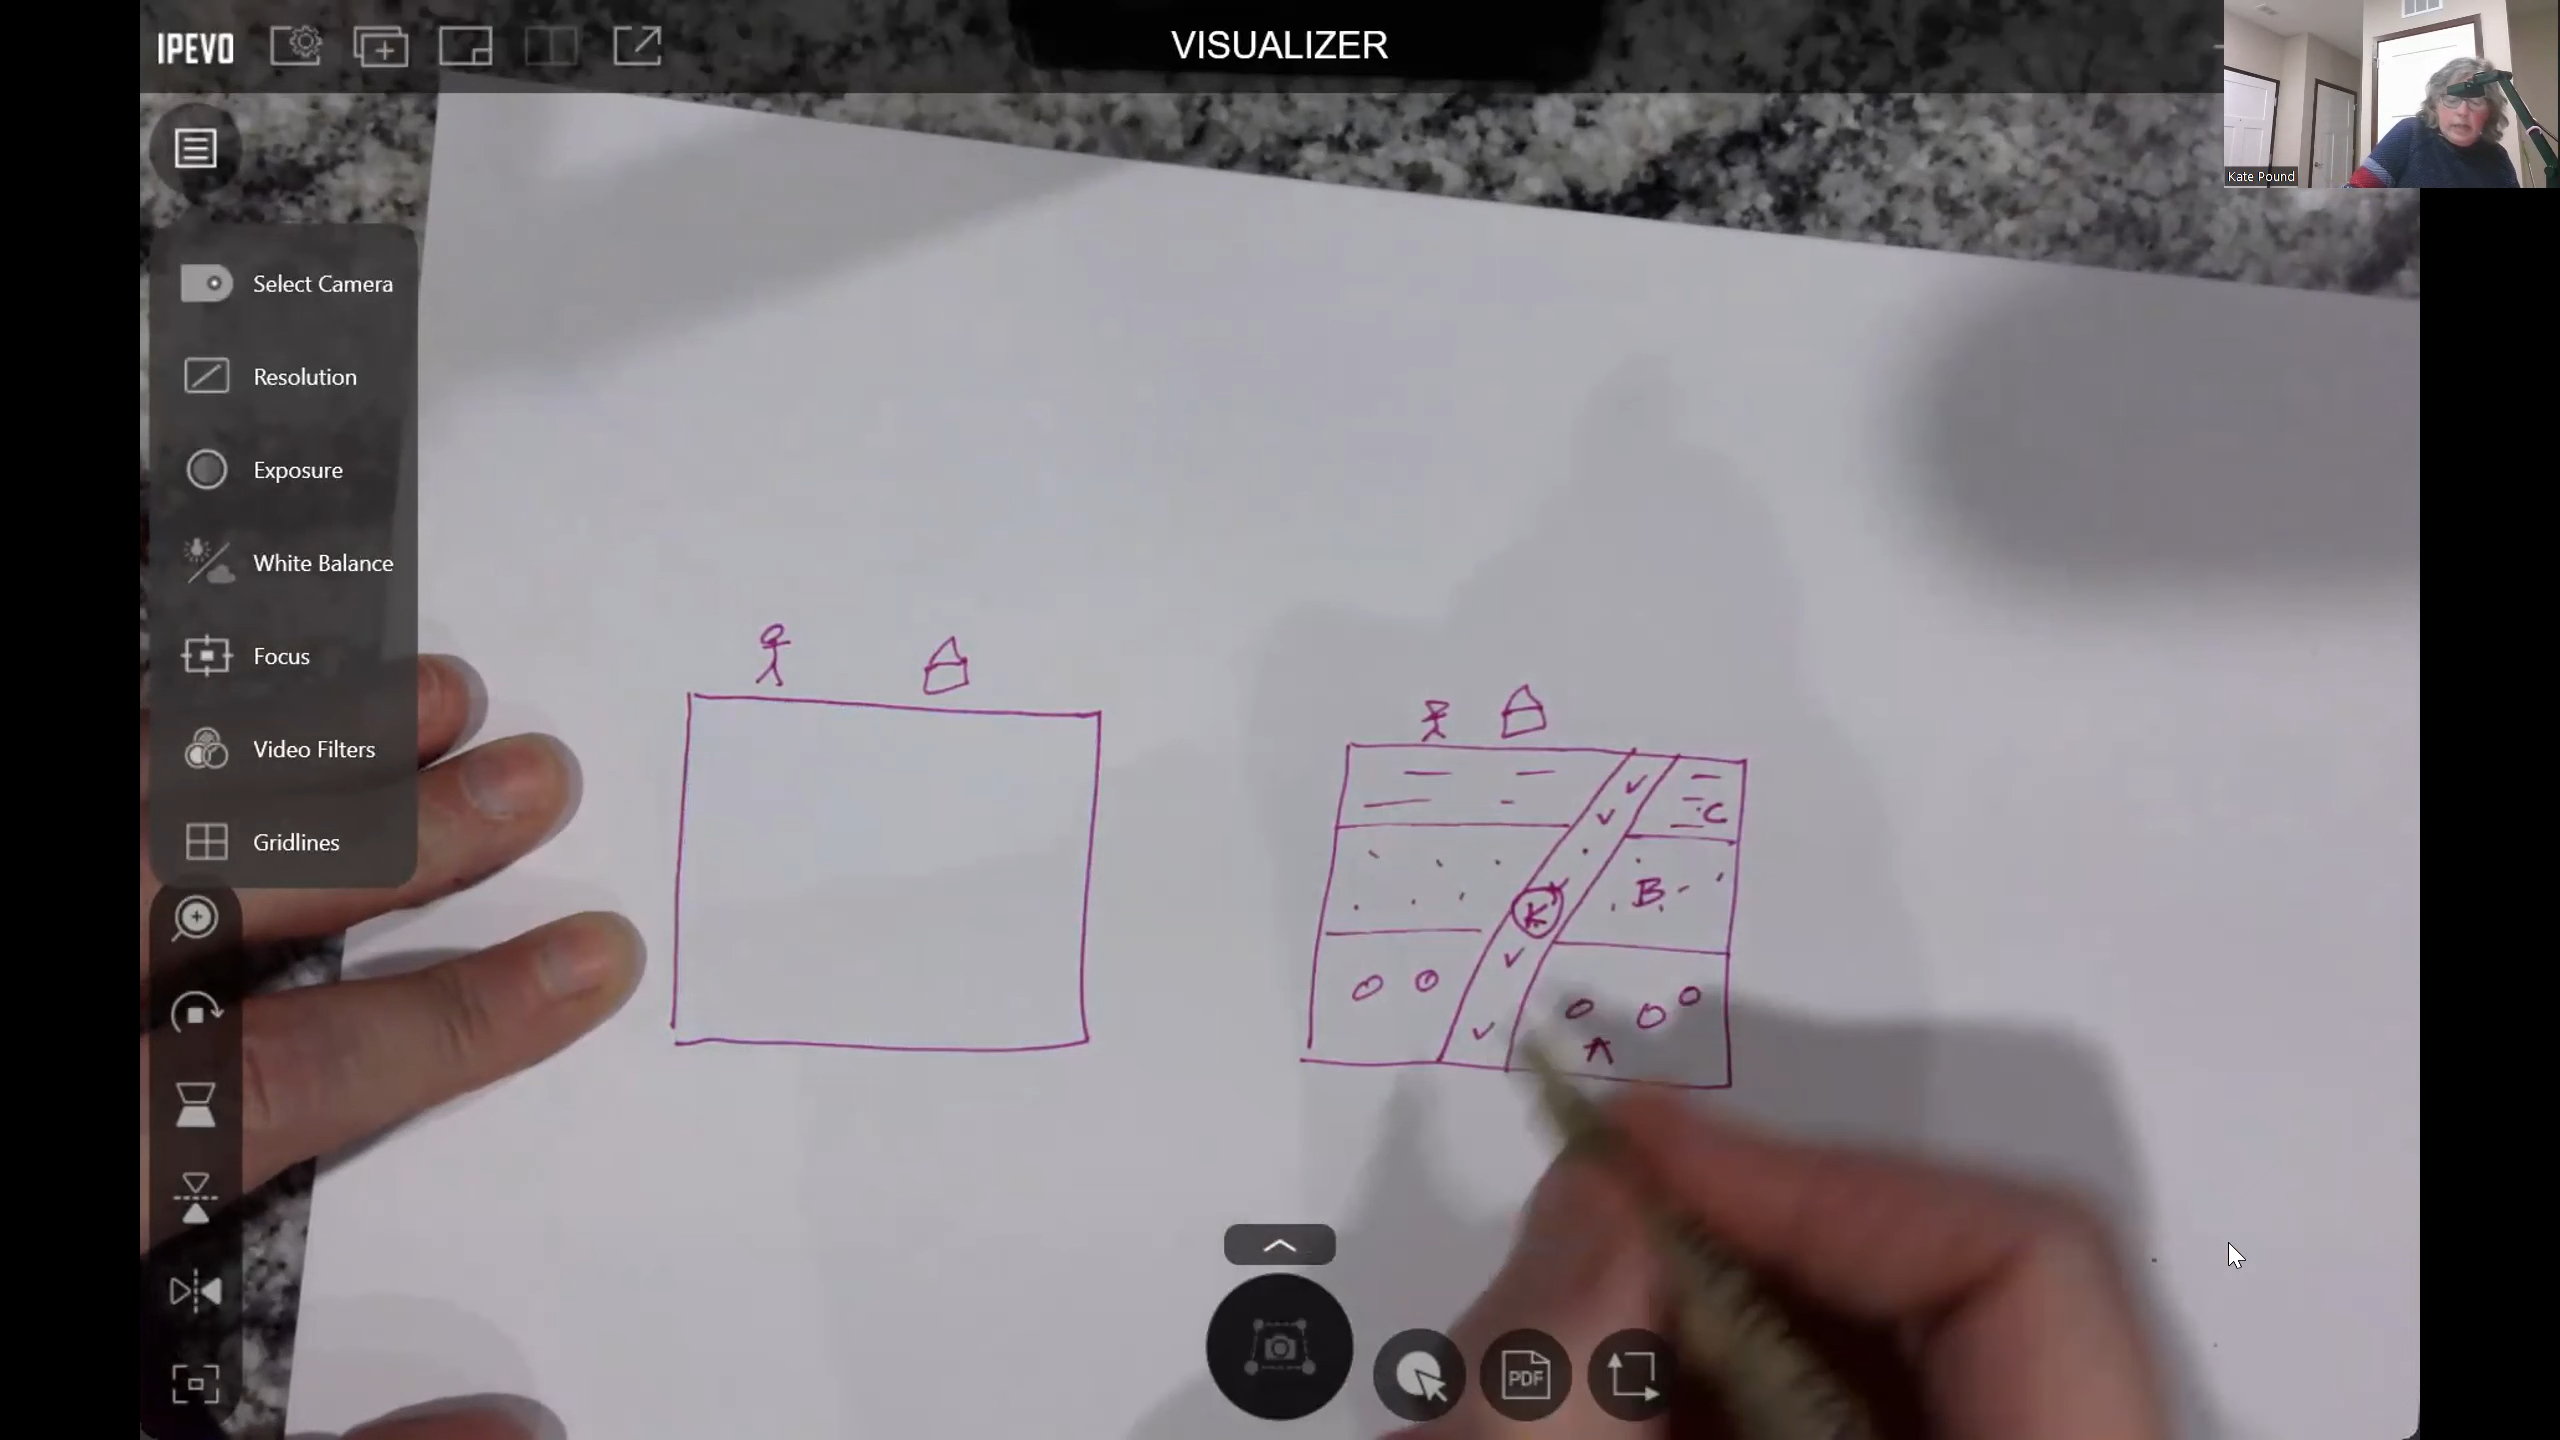 IPEVO
VISUALIZER
Kate Pound
Select Camera
Resolution
Exposure
White Balance
Focus
Video Filters
Gridlines
C
B
K
A
PDF